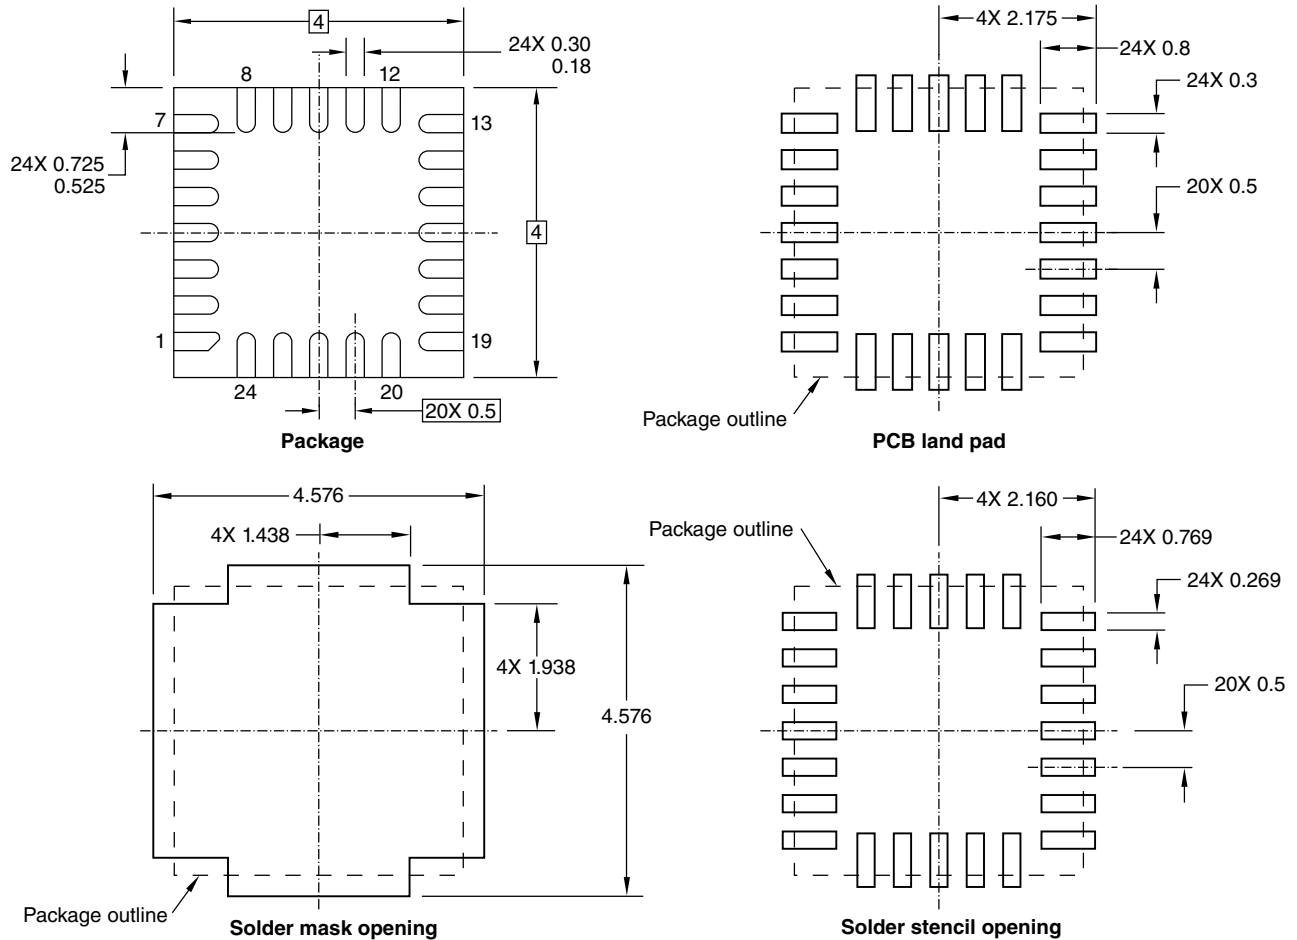 4
24X 0.30
0.18
8
12
7
13
24X 0.725
0.525
4
1
19
24
20
20X 0.5
Package
4X 2.175
24X 0.8
24X 0.3
20X 0.5
Package outline
PCB land pad
4.576
4X 1.438
4X 1.938
4.576
Package outline
Solder mask opening
4X 2.160
Package outline
24X 0.769
24X 0.269
20X 0.5
Solder stencil opening